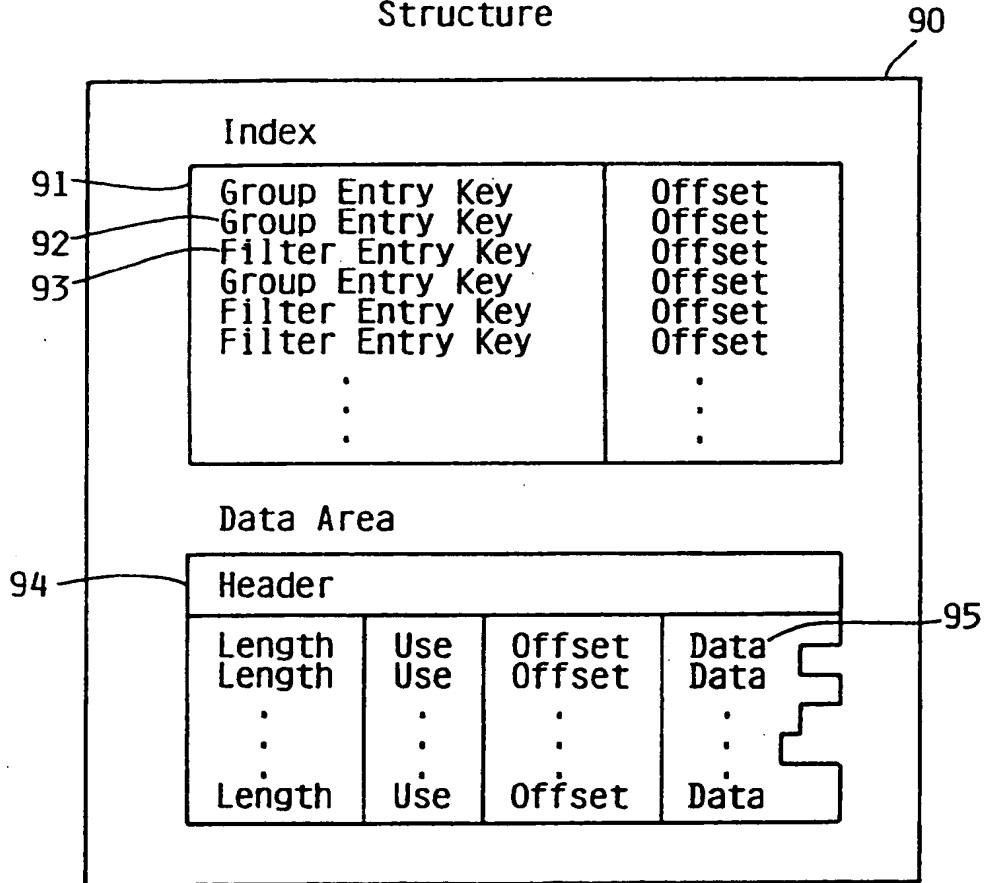 Structure
90
Index
91 Group Entry Key Offset
92 Group Entry Key Offset
93 Filter Entry Key Offset
Group Entry Key Offset
Filter Entry Key Offset
Filter Entry Key Offset
Data Area
94 Header
Length Use Offset Data 95
Length Use Offset Data
Length Use Offset Data